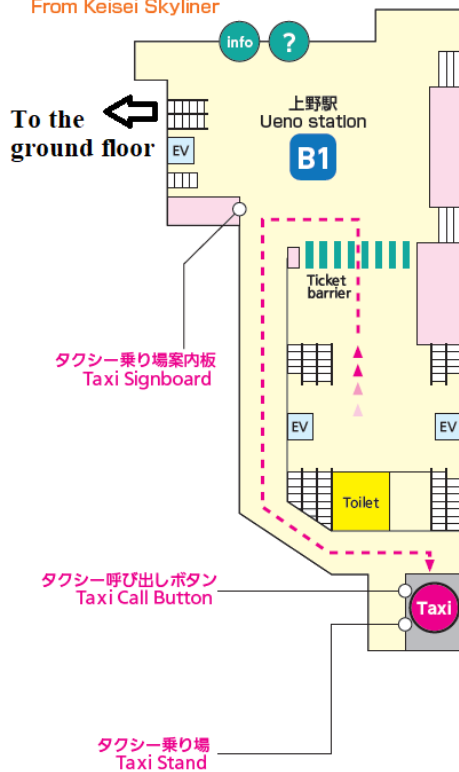 From Keisei Skyliner
info
?
To the
ground floor
EV
上野駅
Ueno station
B1
Ticket
barrier
タクシー乗り場案内板
Taxi Signboard
EV
EV
Toilet
タクシー呼び出しボタン
Taxi Call Button
Taxi
タクシー乗り場
Taxi Stand